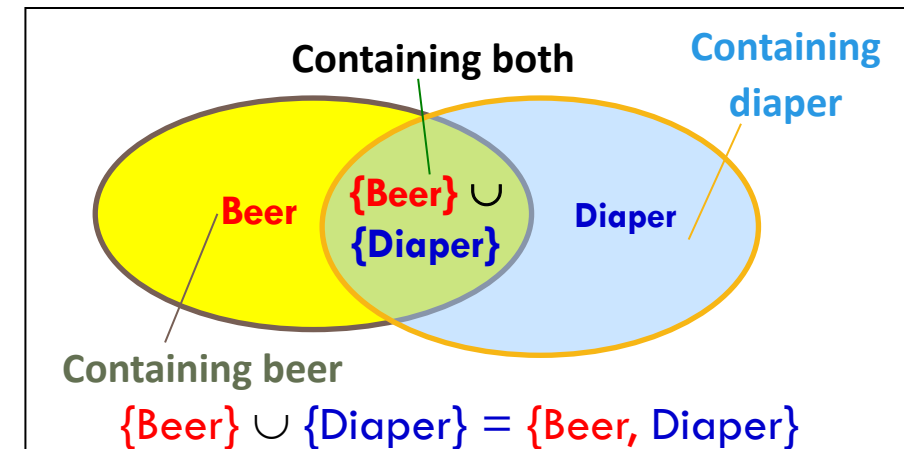 Containing both
Containing
diaper
Beer
{Beer} ∪
{Diaper}
Diaper
Containing beer
{Beer} ∪ {Diaper} = {Beer, Diaper}